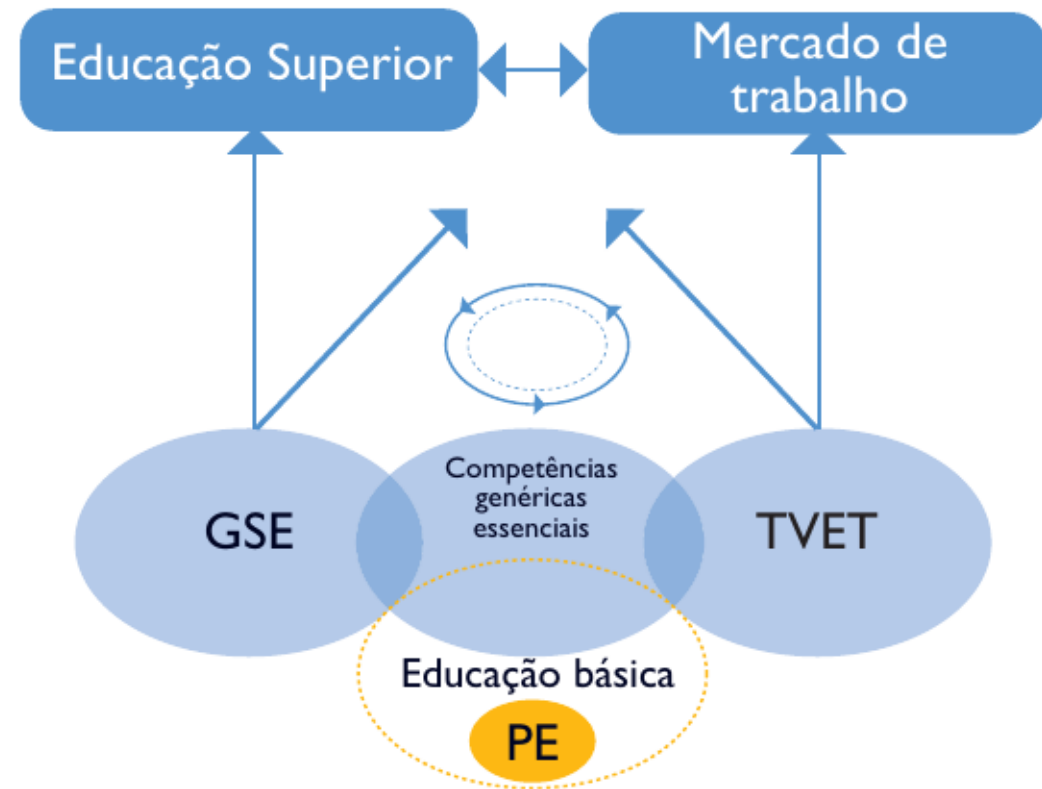 Educação Superior
Mercado de
trabalho
Competências
genéricas
essenciais
GSE
TVET
Educação básica
PE